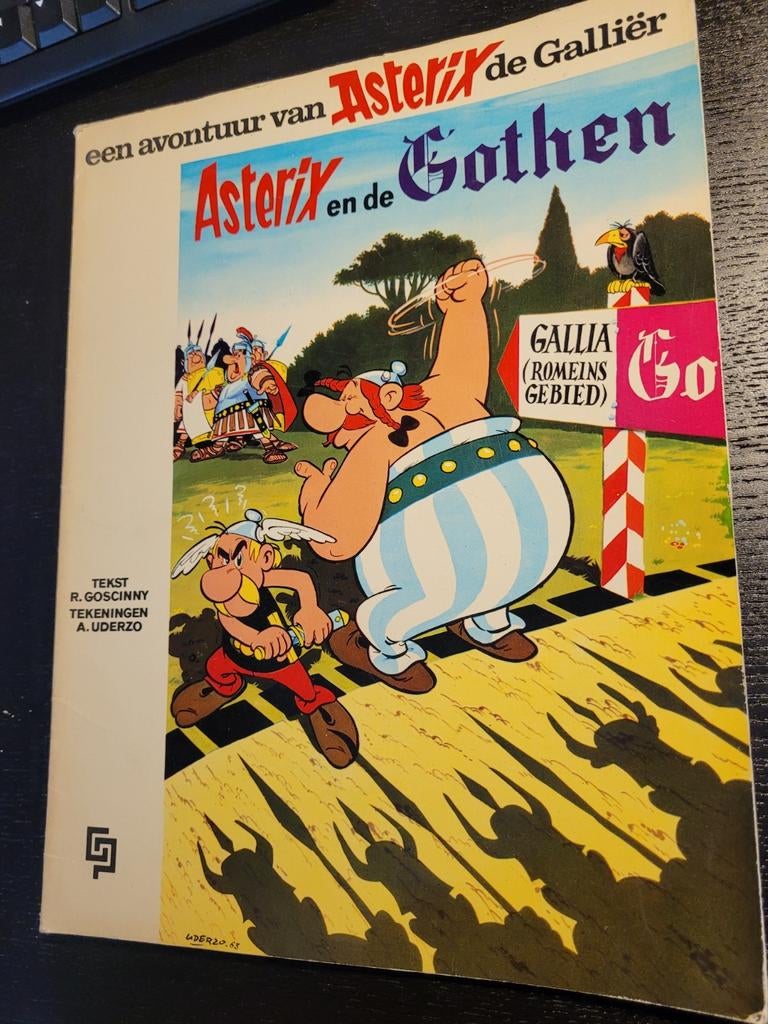 een avontuur van Asterix de Galliër
Asterix en de Gothen
GALLIA
(ROMEINS
GEBIED)
Go
TEKST
R. GOSCINNY
TEKENINGEN
A. UDERZO
UDERZO.63